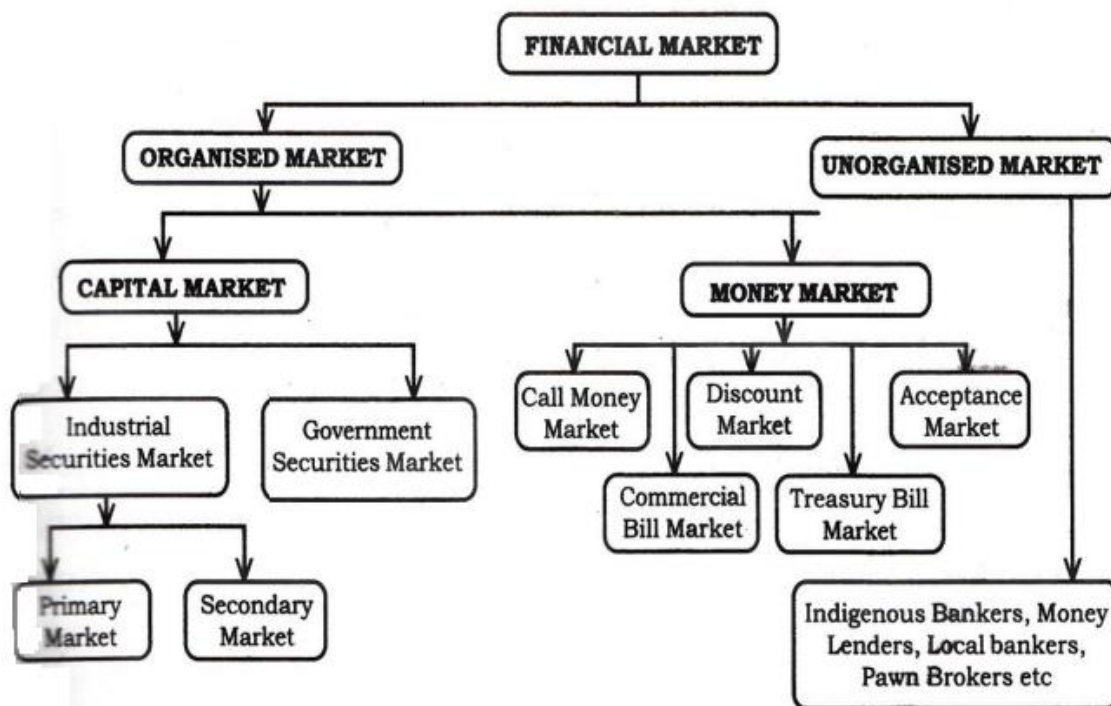 FINANCIAL MARKET
ORGANISED MARKET
UNORGANISED MARKET
CAPITAL MARKET
MONEY MARKET
Call Money
Market
Discount
Market
Acceptance
Market
Industrial
Securities Market
Government
Securities Market
Commercial
Bill Market
Treasury Bill
Market
Primary
Market
Secondary
Market
Indigenous Bankers, Money
Lenders, Local bankers,
Pawn Brokers etc